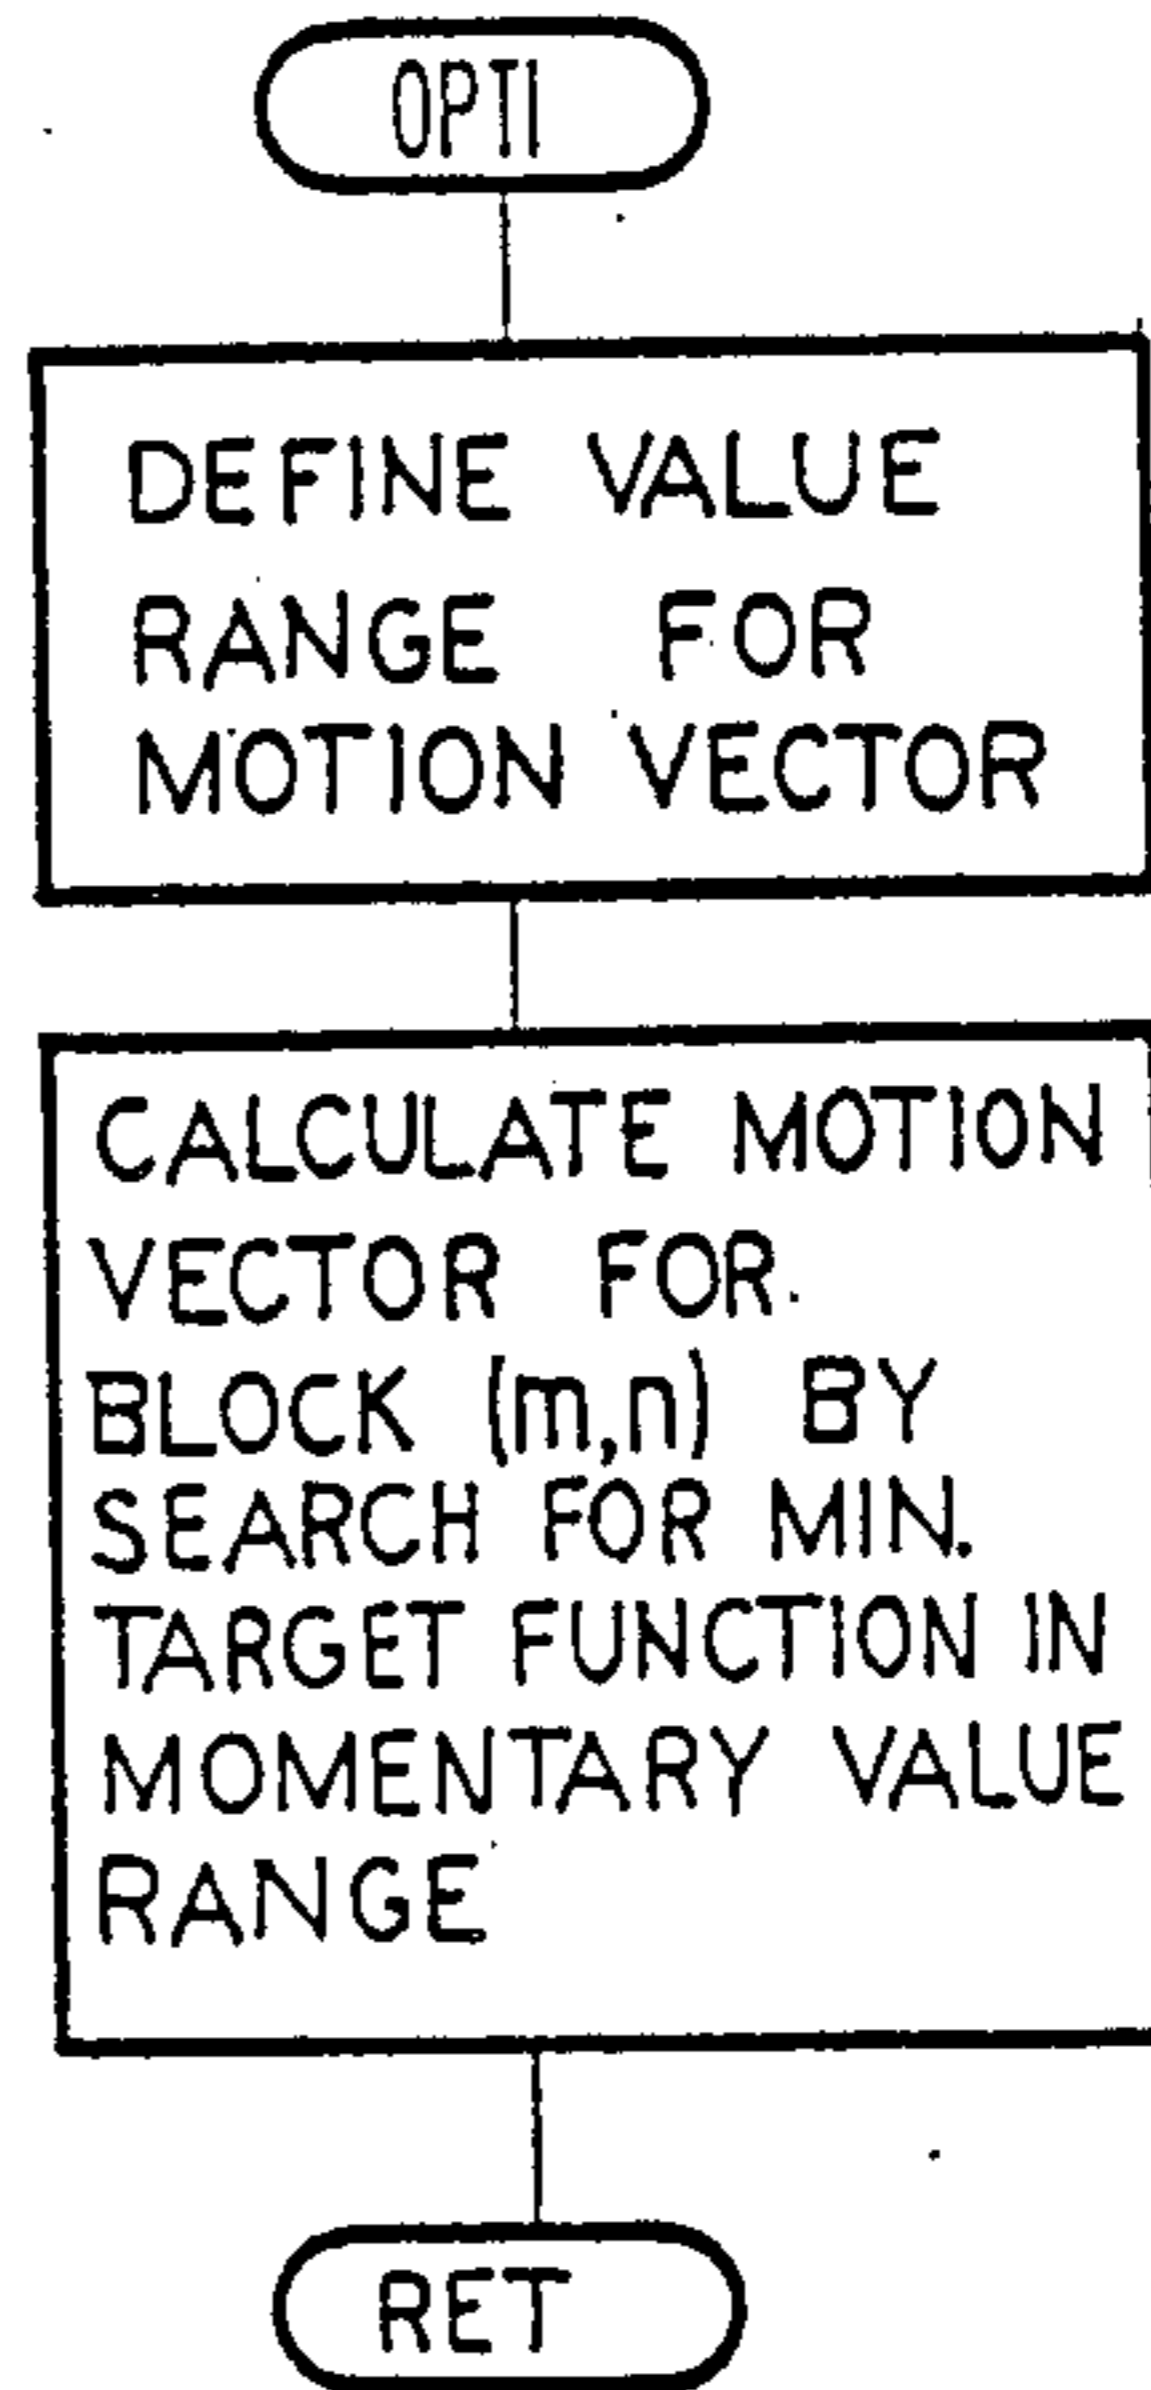 OPTI
DEFINE VALUE
RANGE FOR
MOTION VECTOR
CALCULATE MOTION
VECTOR FOR
BLOCK (m,n) BY
SEARCH FOR MIN.
TARGET FUNCTION IN
MOMENTARY VALUE
RANGE
RET